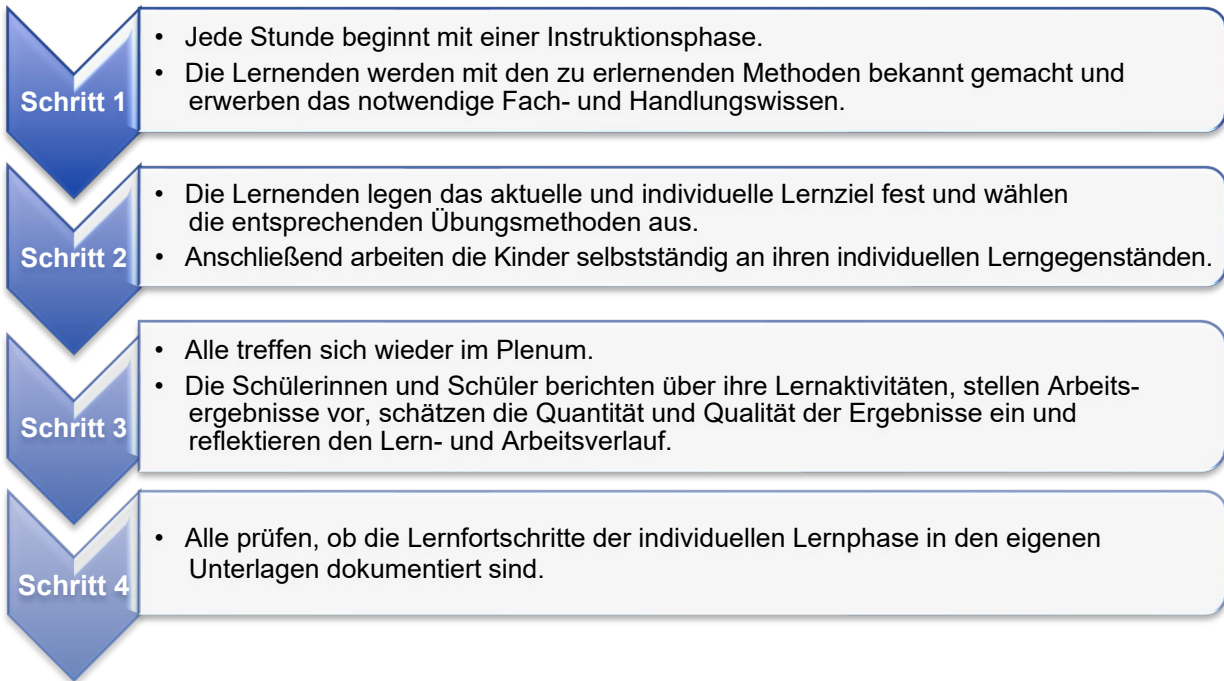 Schritt 1
• Jede Stunde beginnt mit einer Instruktionsphase.
• Die Lernenden werden mit den zu erlernenden Methoden bekannt gemacht und
erwerben das notwendige Fach- und Handlungswissen.
Schritt 2
• Die Lernenden legen das aktuelle und individuelle Lernziel fest und wählen
die entsprechenden Übungsmethoden aus.
• Anschließend arbeiten die Kinder selbstständig an ihren individuellen Lerngegenständen.
Schritt 3
• Alle treffen sich wieder im Plenum.
• Die Schülerinnen und Schüler berichten über ihre Lernaktivitäten, stellen Arbeits-
ergebnisse vor, schätzen die Quantität und Qualität der Ergebnisse ein und
reflektieren den Lern- und Arbeitsverlauf.
Schritt 4
• Alle prüfen, ob die Lernfortschritte der individuellen Lernphase in den eigenen
Unterlagen dokumentiert sind.